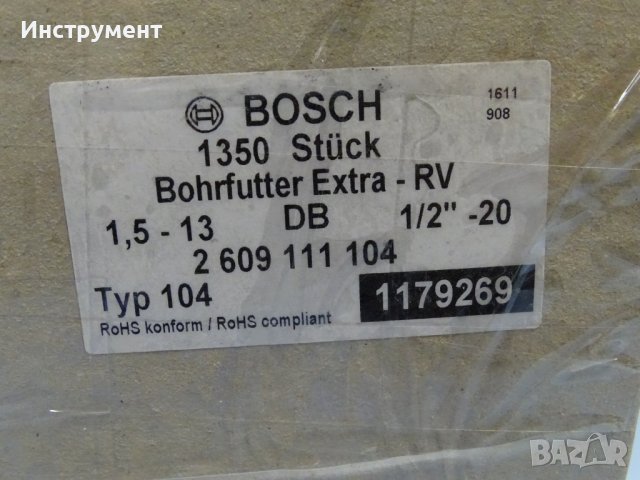 Инструмент
BOSCH
1611
908
1350 Stück
Bohrfutter Extra - RV
1,5 - 13 DB 1/2" -20
2 609 111 104
Typ 104 1179269
RoHS konform / RoHS compliant
BAZAR